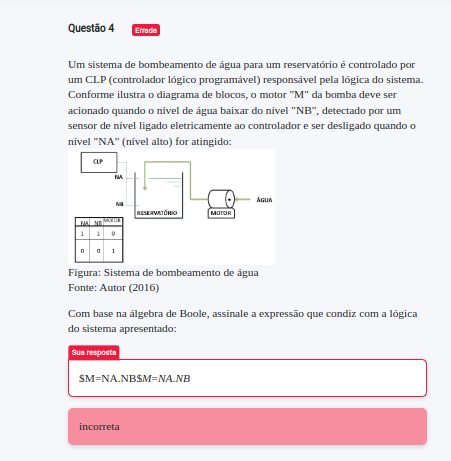 Questão 4 Errada
Um sistema de bombeamento de água para um reservatório é controlado por
um CLP (controlador lógico programável) responsável pela lógica do sistema.
Conforme ilustra o diagrama de blocos, o motor "M" da bomba deve ser
acionado quando o nível de água baixar do nível "NB", detectado por um
sensor de nível ligado eletricamente ao controlador e ser desligado quando o
nível "NA" (nível alto) for atingido:
CLP
NA
NB
RESERVATÓRIO
MOTOR
ÁGUA
NA NB MOTOR
1 1 0
0 0 1
Figura: Sistema de bombeamento de água
Fonte: Autor (2016)
Com base na álgebra de Boole, assinale a expressão que condiz com a lógica
do sistema apresentado:
Sua resposta
$M=NA.NB$M=NA.NB
incorreta